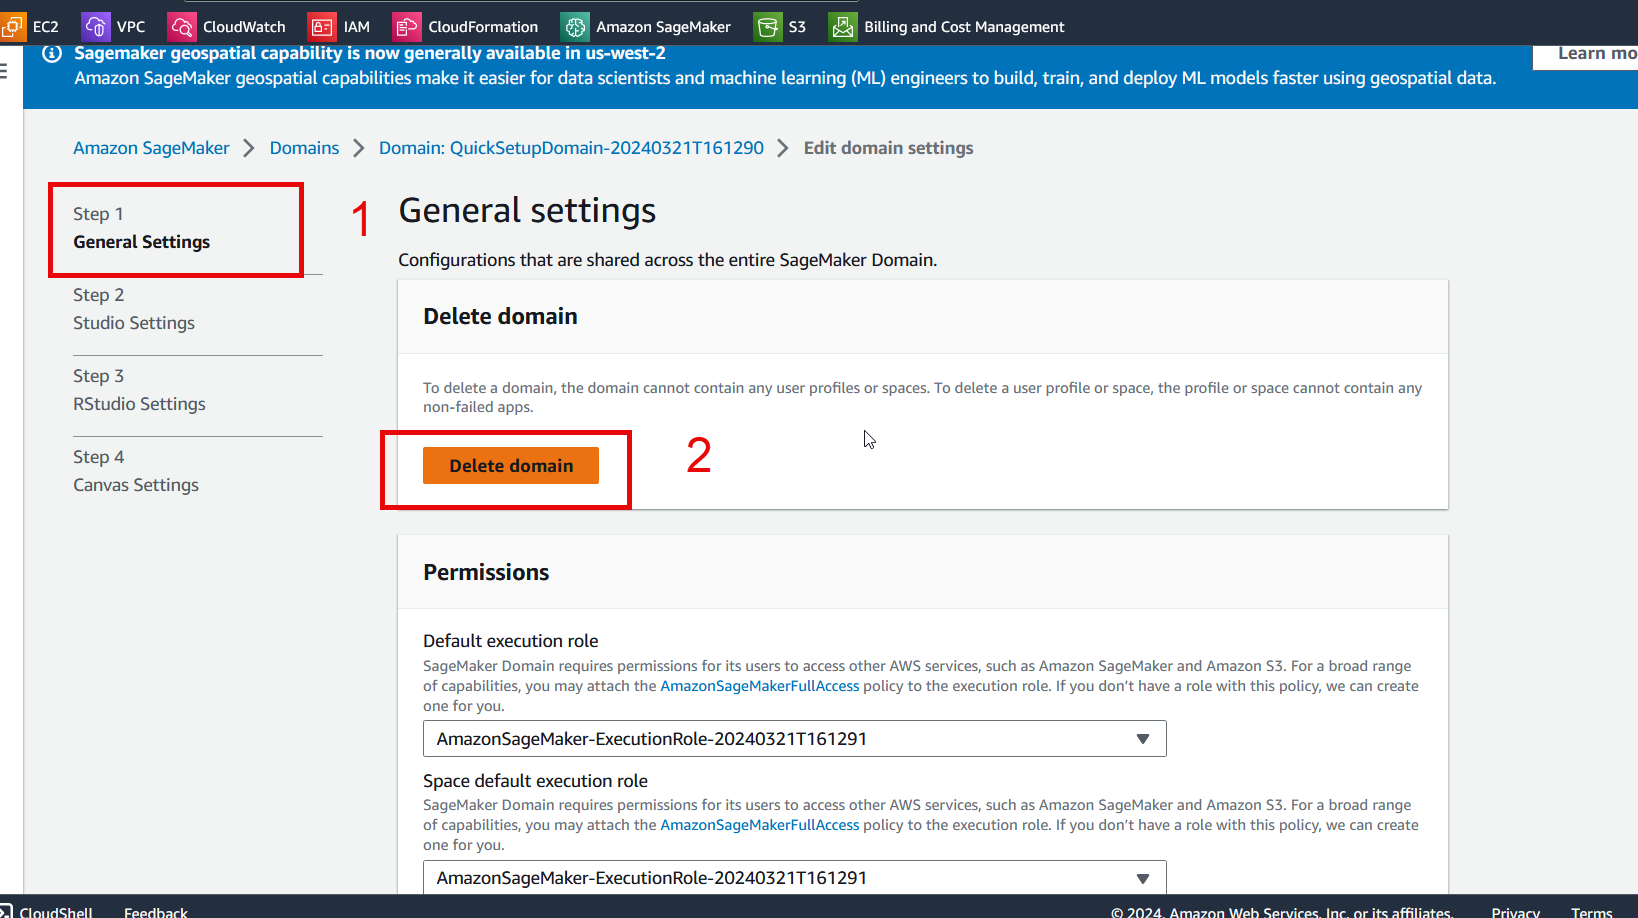 EC2 VPC CloudWatch IAM CloudFormation Amazon SageMaker S3 Billing and Cost Management
Sagemaker geospatial capability is now generally available in us-west-2
Learn mo
Amazon SageMaker geospatial capabilities make it easier for data scientists and machine learning (ML) engineers to build, train, and deploy ML models faster using geospatial data.
Amazon SageMaker > Domains > Domain: QuickSetupDomain-20240321T161290 > Edit domain settings
Step 1
General Settings
Step 2
Studio Settings
Step 3
RStudio Settings
Step 4
Canvas Settings
1
General settings
Configurations that are shared across the entire SageMaker Domain.
Delete domain
To delete a domain, the domain cannot contain any user profiles or spaces. To delete a user profile or space, the profile or space cannot contain any
non-failed apps.
Delete domain
2
Permissions
Default execution role
SageMaker Domain requires permissions for its users to access other AWS services, such as Amazon SageMaker and Amazon S3. For a broad range
of capabilities, you may attach the AmazonSageMakerFullAccess policy to the execution role. If you don't have a role with this policy, we can create
one for you.
AmazonSageMaker-ExecutionRole-20240321T161291
Space default execution role
SageMaker Domain requires permissions for its users to access other AWS services, such as Amazon SageMaker and Amazon S3. For a broad range
of capabilities, you may attach the AmazonSageMakerFullAccess policy to the execution role. If you don't have a role with this policy, we can create
one for you.
AmazonSageMaker-ExecutionRole-20240321T161291
CloudShell Feedback © 2024, Amazon Web Services, Inc. or its affiliates. Privacy Terms